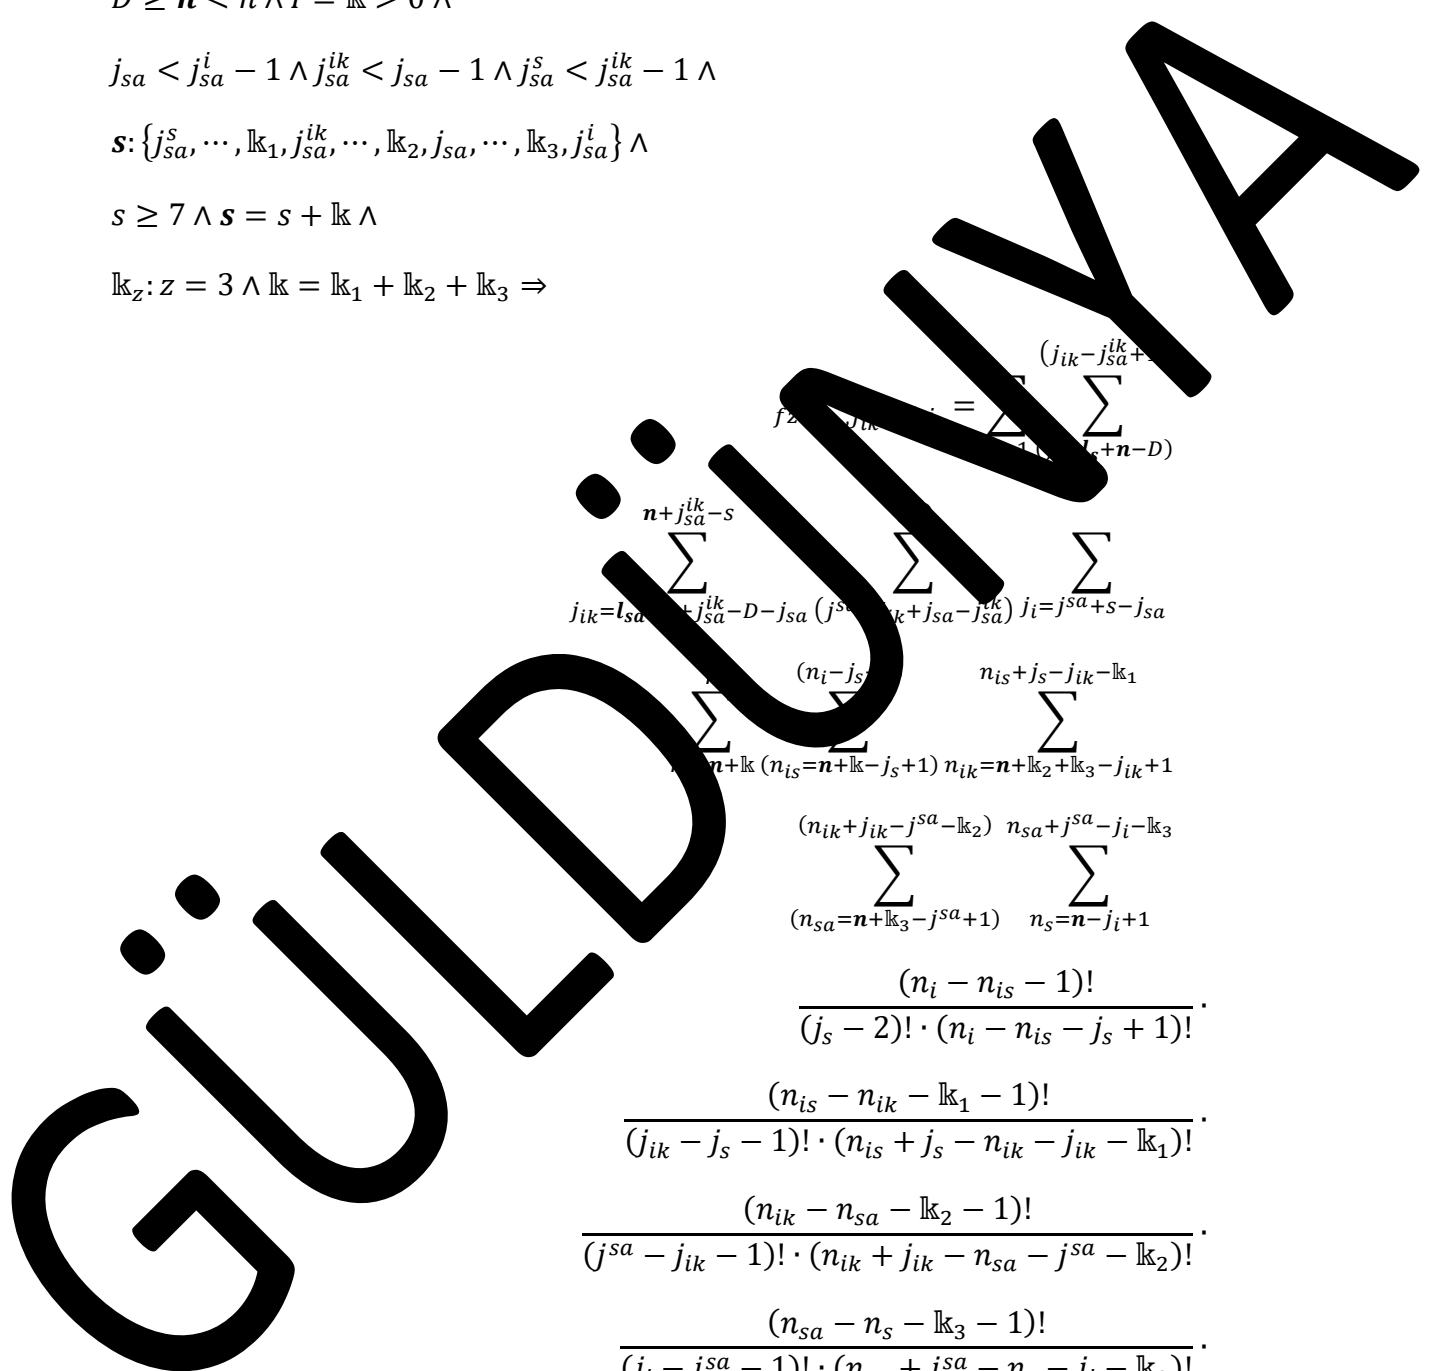 j_{sa} < j_{sa}^{i} − 1 ∧ j_{sa}^{ik} < j_{sa} − 1 ∧ j_{sa}^{s} < j_{sa}^{ik} − 1 ∧
𝒔: {j_{sa}^{s}, ⋯ , 𝕜_1, j_{sa}^{ik}, ⋯ , 𝕜_2, j_{sa}, ⋯ , 𝕜_3, j_{sa}^{i}} ∧
s ≥ 7 ∧ 𝒔 = s + 𝕜 ∧
𝕜_z: z = 3 ∧ 𝕜 = 𝕜_1 + 𝕜_2 + 𝕜_3 ⇒
(j_{ik}−j_{sa}^{ik}+
= ∑ ∑
+𝒏−D)
𝒏+j_{sa}^{ik}−s
∑ ∑ ∑
j_{ik}=𝒍_{sa} +j_{sa}^{ik}−D−j_{sa} +j_{sa}−j_{sa}^{ik}) j_i=j^{sa}+s−j_{sa}
(n_i−j_s n_{is}+j_s−j_{ik}−𝕜_1
∑ ∑ ∑
𝒏+𝕜 (n_{is}=𝒏+𝕜−j_s+1) n_{ik}=𝒏+𝕜_2+𝕜_3−j_{ik}+1
(n_{ik}+j_{ik}−j^{sa}−𝕜_2) n_{sa}+j^{sa}−j_i−𝕜_3
∑ ∑
(n_{sa}=𝒏+𝕜_3−j^{sa}+1) n_s=𝒏−j_i+1
(n_i − n_{is} − 1)!
(j_s − 2)! · (n_i − n_{is} − j_s + 1)! ·
(n_{is} − n_{ik} − 𝕜_1 − 1)!
(j_{ik} − j_s − 1)! · (n_{is} + j_s − n_{ik} − j_{ik} − 𝕜_1)! ·
(n_{ik} − n_{sa} − 𝕜_2 − 1)!
(j^{sa} − j_{ik} − 1)! · (n_{ik} + j_{ik} − n_{sa} − j^{sa} − 𝕜_2)! ·
(n_{sa} − n_s − 𝕜_3 − 1)! ·
GÜLDÜNYA